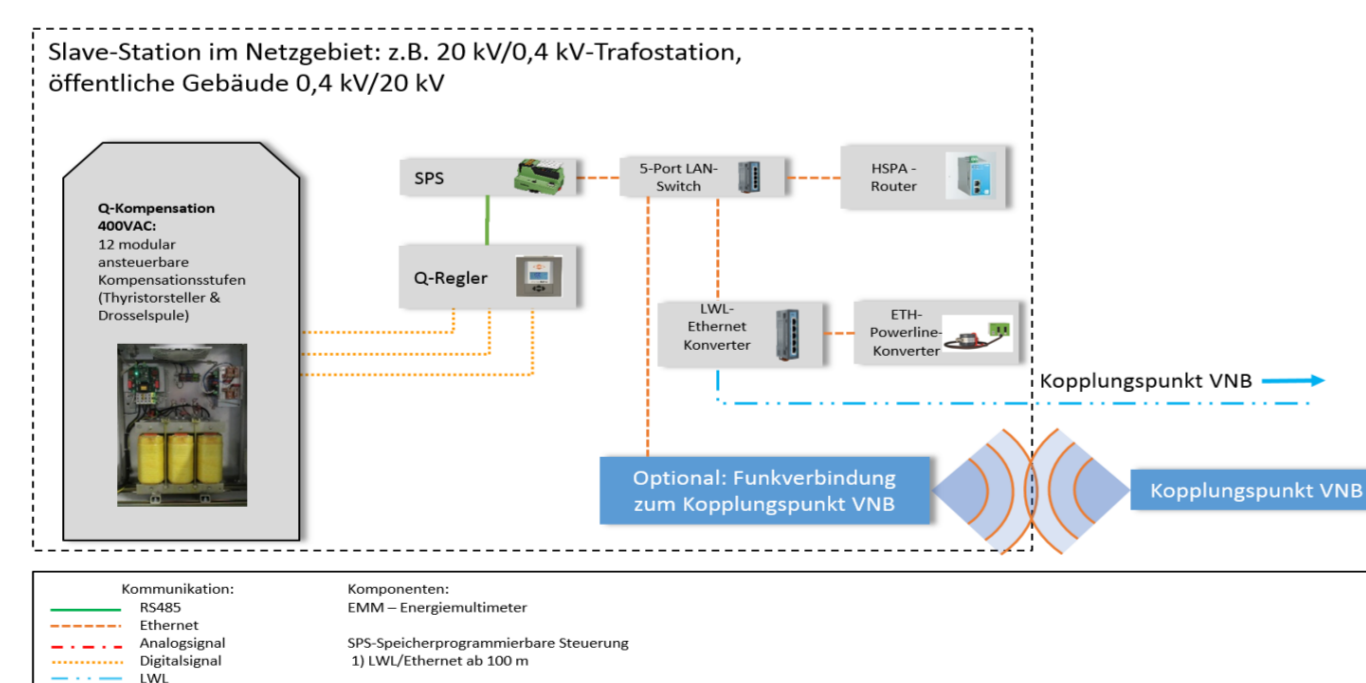 Slave-Station im Netzgebiet: z.B. 20 kV/0,4 kV-Trafostation,
öffentliche Gebäude 0,4 kV/20 kV
Q-Kompensation
400VAC:
12 modular
ansteuerbare
Kompensationsstufen
(Thyristorsteller &
Drosselspule)
SPS
5-Port LAN-
Switch
HSPA -
Router
Q-Regler
LWL-
Ethernet
Konverter
ETH-
Powerline-
Konverter
Kopplungspunkt VNB
Optional: Funkverbindung
zum Kopplungspunkt VNB
Kopplungspunkt VNB
Kommunikation:
RS485
Ethernet
Analogsignal
Digitalsignal
LWL
Komponenten:
EMM – Energiemultimeter
SPS-Speicherprogrammierbare Steuerung
1) LWL/Ethernet ab 100 m